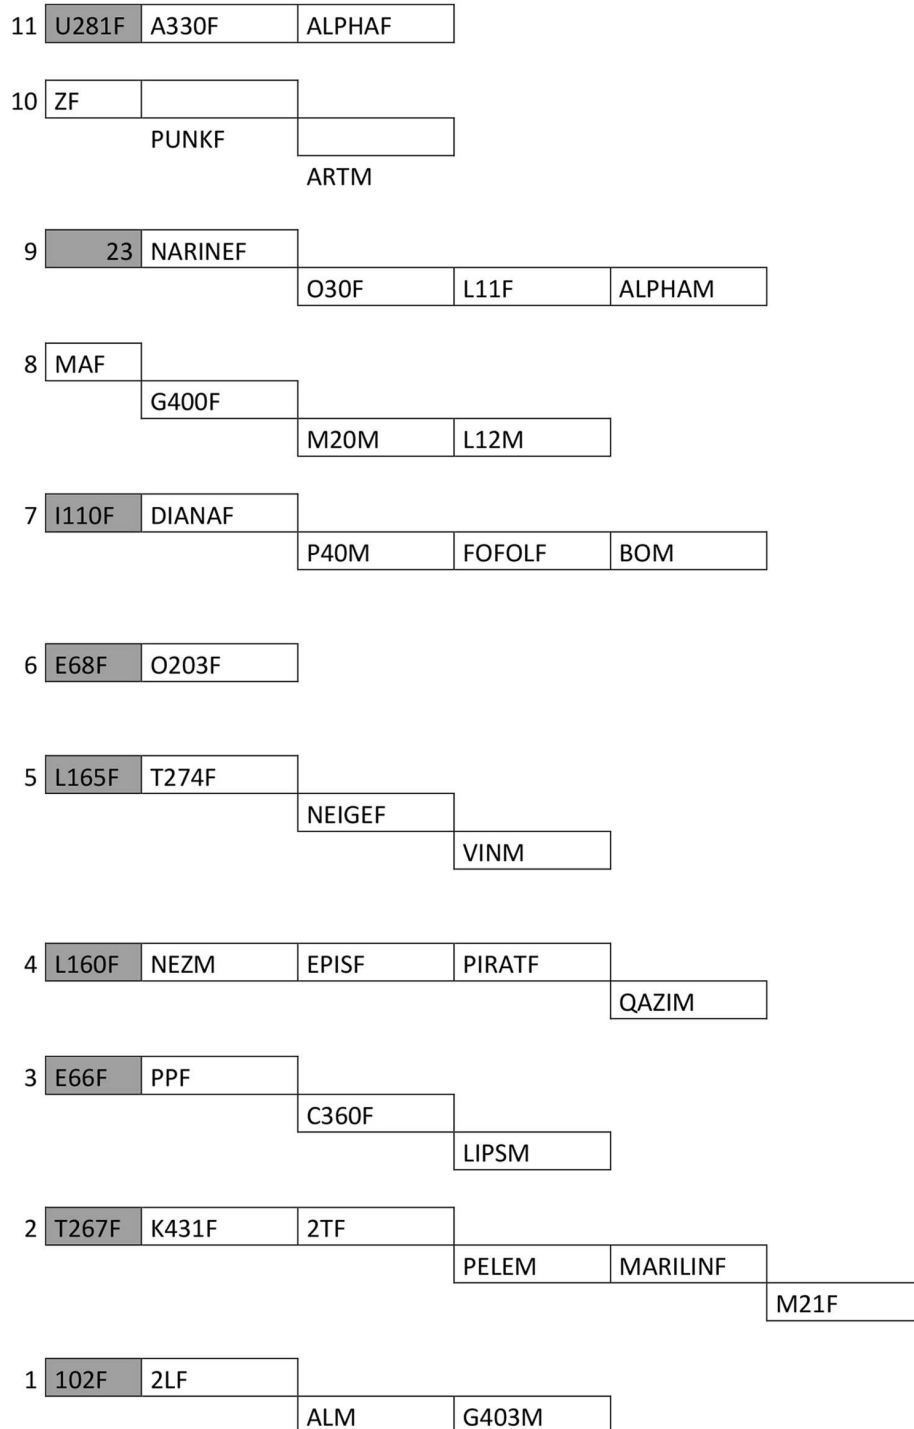 11 U281F A330F ALPHAF
10 ZF
PUNKF
ARTM
9 23 NARINEF
O30F L11F ALPHAM
8 MAF
G400F
M20M L12M
7 I110F DIANAF
P40M FOFOLF BOM
6 E68F O203F
5 L165F T274F
NEIGEF
VINM
4 L160F NEZM EPISF PIRATF
QAZIM
3 E66F PPF
C360F
LIPSM
2 T267F K431F 2TF
PELEM MARILINF
M21F
1 102F 2LF
ALM G403M